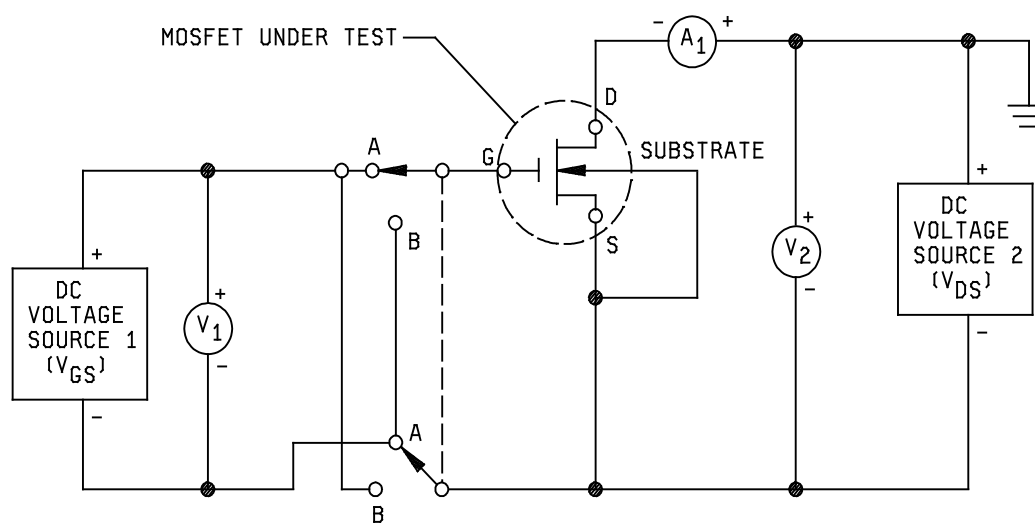 MOSFET UNDER TEST
- A1 +
D
SUBSTRATE
A
G
B
S
+
DC
VOLTAGE
SOURCE 1
(VGS)
-
+
V1
-
+
V2
-
+
DC
VOLTAGE
SOURCE 2
(VDS)
-
A
B